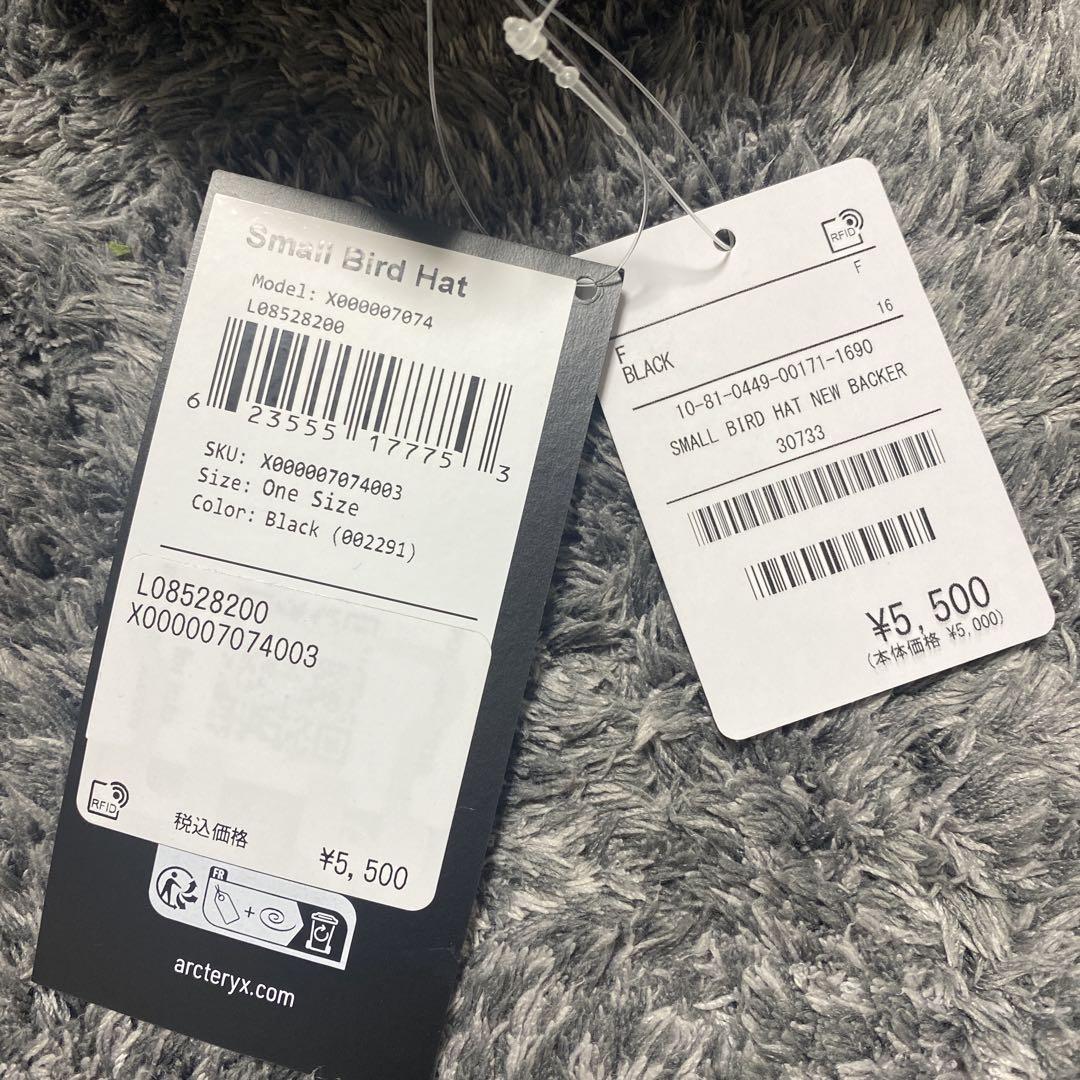 Small Bird Hat
Model: X000007074
L08528200
6 23555 17775 3
SKU: X000007074003
Size: One Size
Color: Black (002291)
L08528200
X000007074003
RFID
税込価格
¥5,500
FR
arcteryx.com
RFID
F
16
F
BLACK
10-81-0449-00171-1690
SMALL BIRD HAT NEW BACKER
30733
¥5,500
(本体価格 ¥5,000)